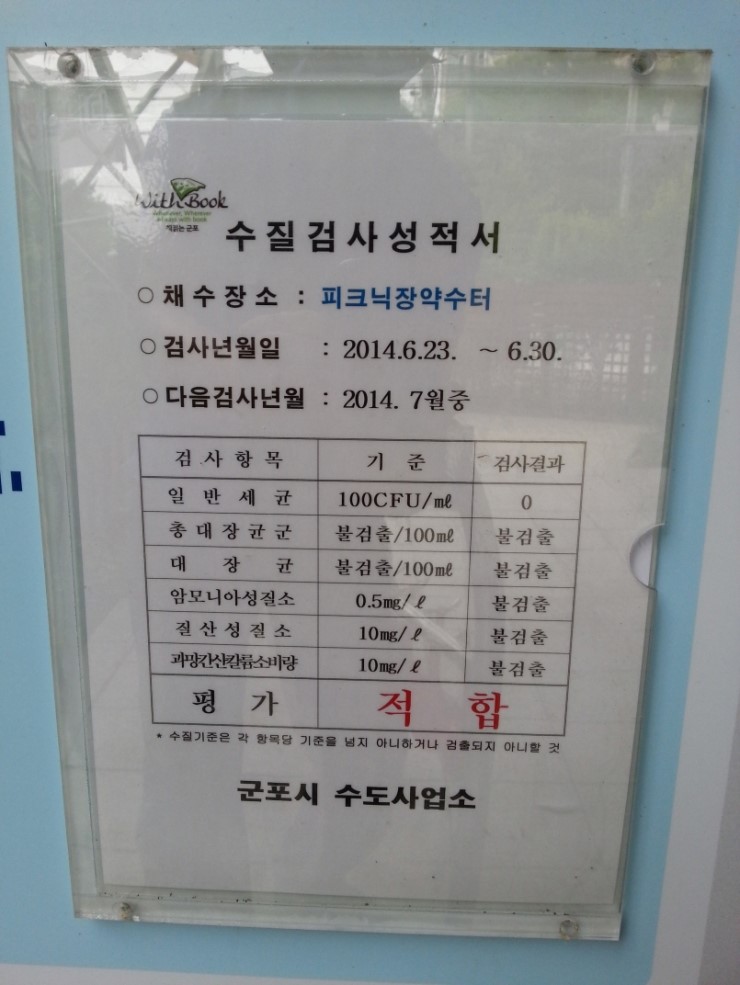 With Book
책읽는 군포
수질검사성적서
○ 채수장소 : 피크닉장약수터
○ 검사년월일 : 2014.6.23. ~ 6.30.
○ 다음검사년월 : 2014. 7월중
검사항목 기준 검사결과
일반세균 100CFU/㎖ 0
총대장균군 불검출/100㎖ 불검출
대장균 불검출/100㎖ 불검출
암모니아성질소 0.5㎎/ℓ 불검출
질산성질소 10㎎/ℓ 불검출
과망간산칼륨소비량 10㎎/ℓ 불검출
평가 적합
* 수질기준은 각 항목당 기준을 넘지 아니하거나 검출되지 아니할 것
군포시 수도사업소